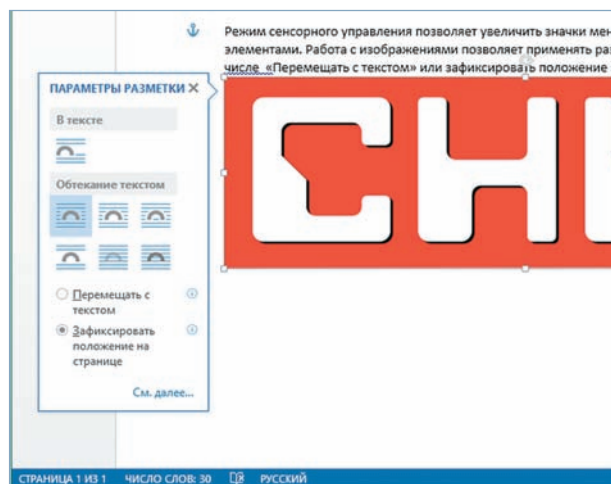 Режим сенсорного управления позволяет увеличить значки
элементами. Работа с изображениями позволяет применять
числе «Перемещать с текстом» или зафиксировать положение
ПАРАМЕТРЫ РАЗМЕТКИ
В тексте
Обтекание текстом
Перемещать с
текстом
Зафиксировать
положение на
странице
См. далее...
CH
СТРАНИЦА 1 ИЗ 1 ЧИСЛО СЛОВ: 30 РУССКИЙ